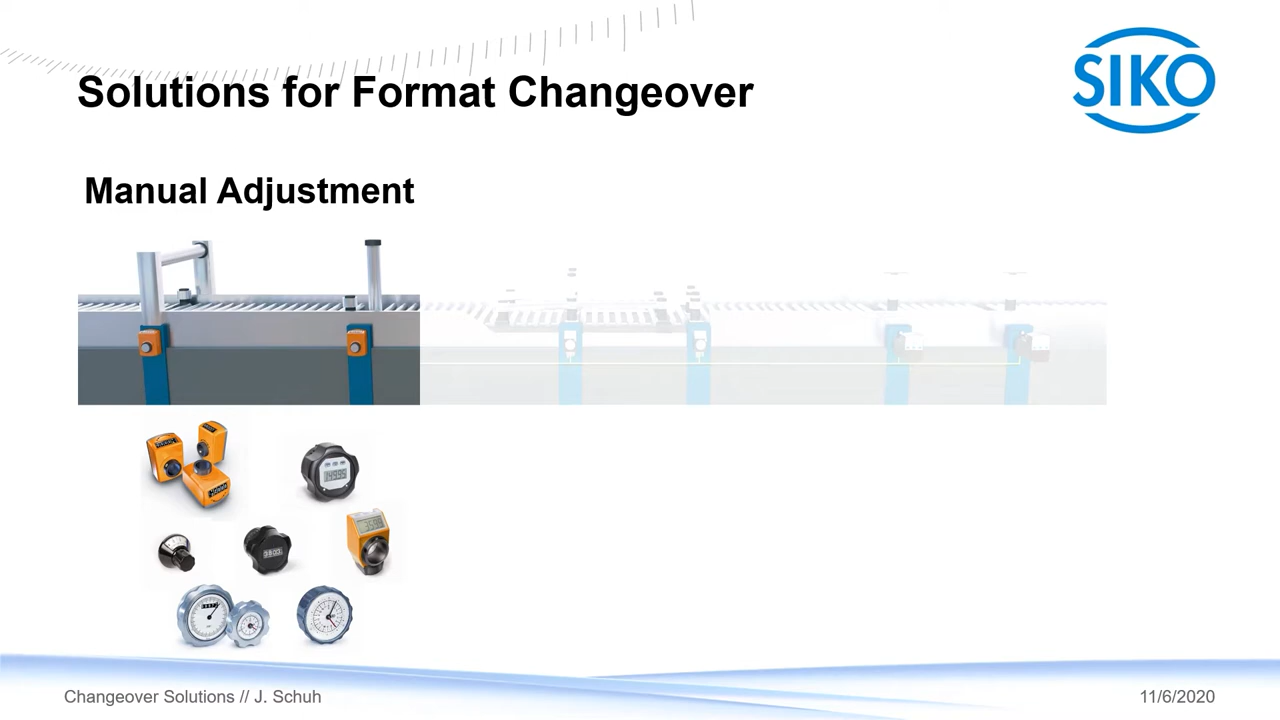 SIKO
Solutions for Format Changeover
Manual Adjustment
Changeover Solutions // J. Schuh
11/6/2020